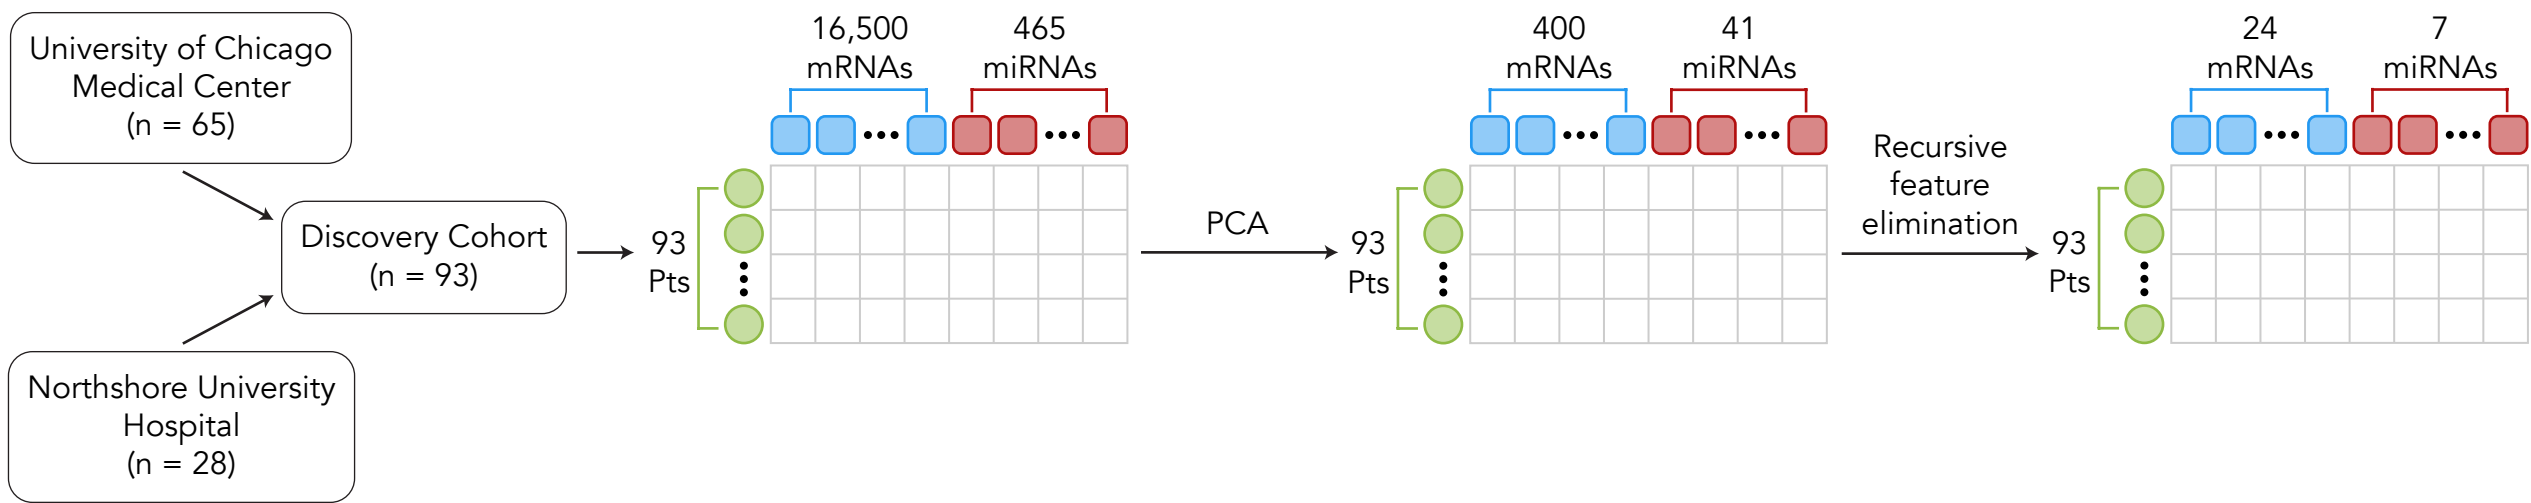 University of Chicago
Medical Center
(n = 65)
Northshore University
Hospital
(n = 28)
Discovery Cohort
(n = 93)
93
Pts
16,500
mRNAs
465
miRNAs
PCA
93
Pts
400
mRNAs
41
miRNAs
Recursive
feature
elimination
93
Pts
24
mRNAs
7
miRNAs